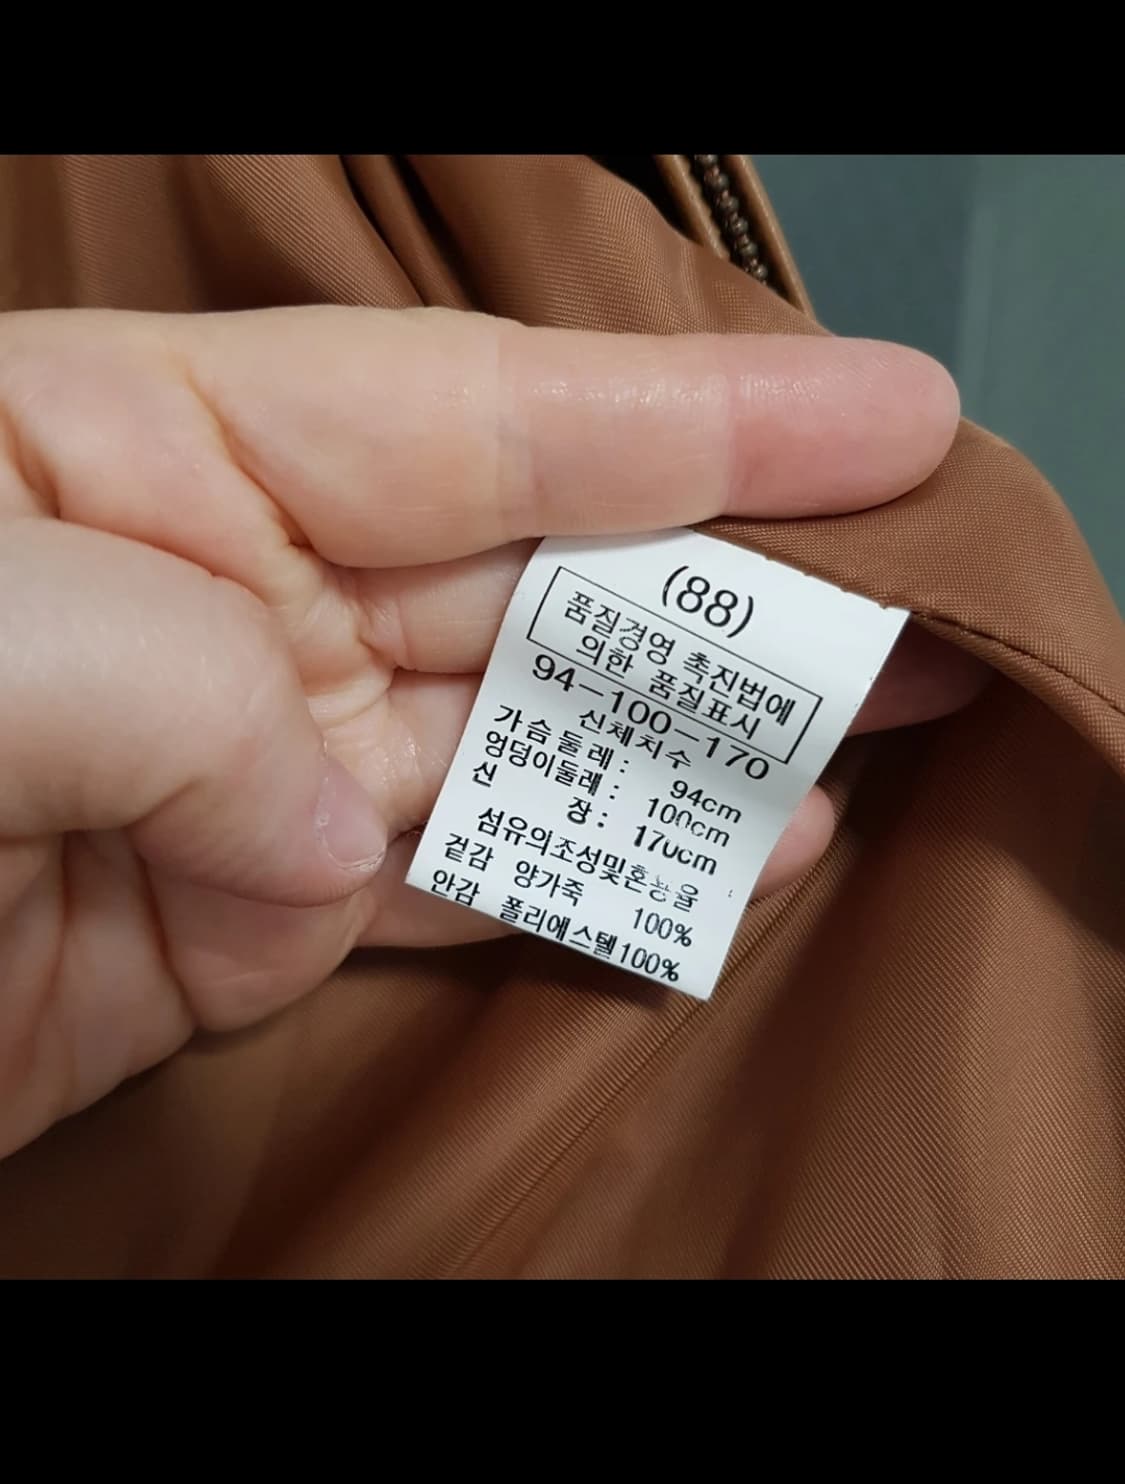 (88)
품질경영 촉진법에
의한 품질표시
94-100-170
신체치수
가슴둘레: 94cm
엉덩이둘레: 100cm
신 장: 170cm
섬유의조성및혼용율
겉감 양가죽 100%
안감 폴리에스텔100%